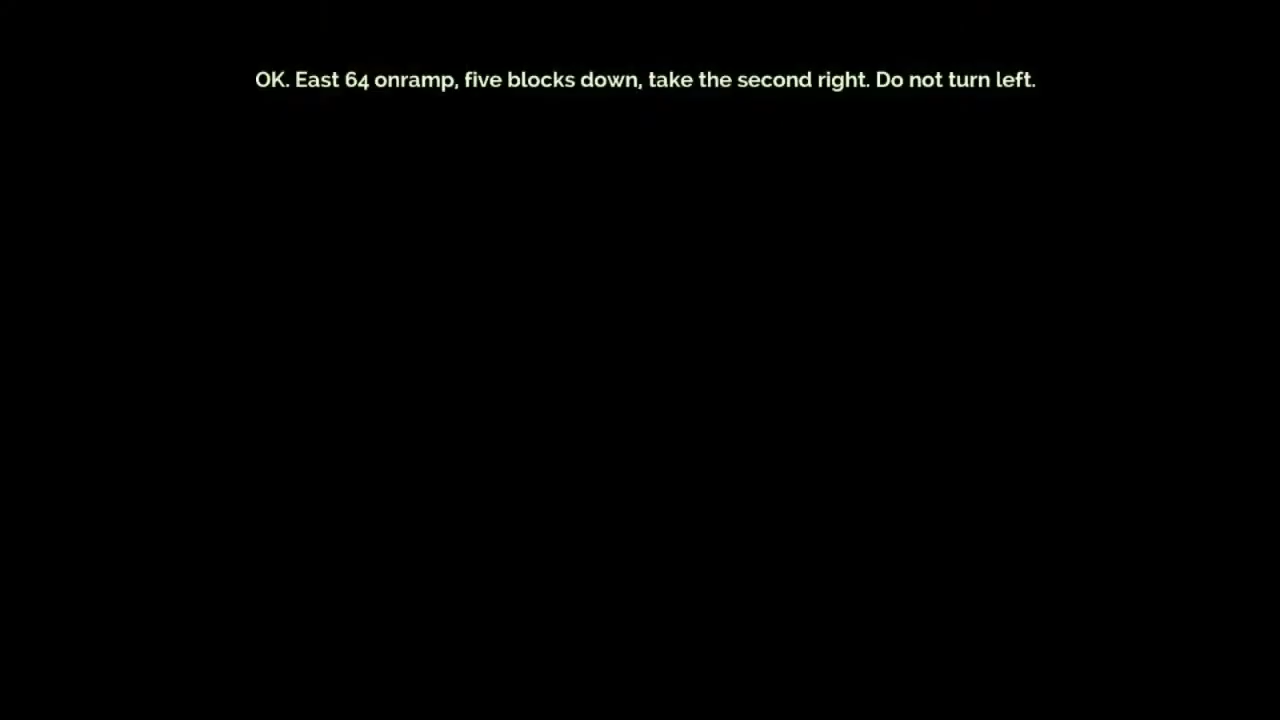 OK. East 64 onramp, five blocks down, take the second right. Do not turn left.